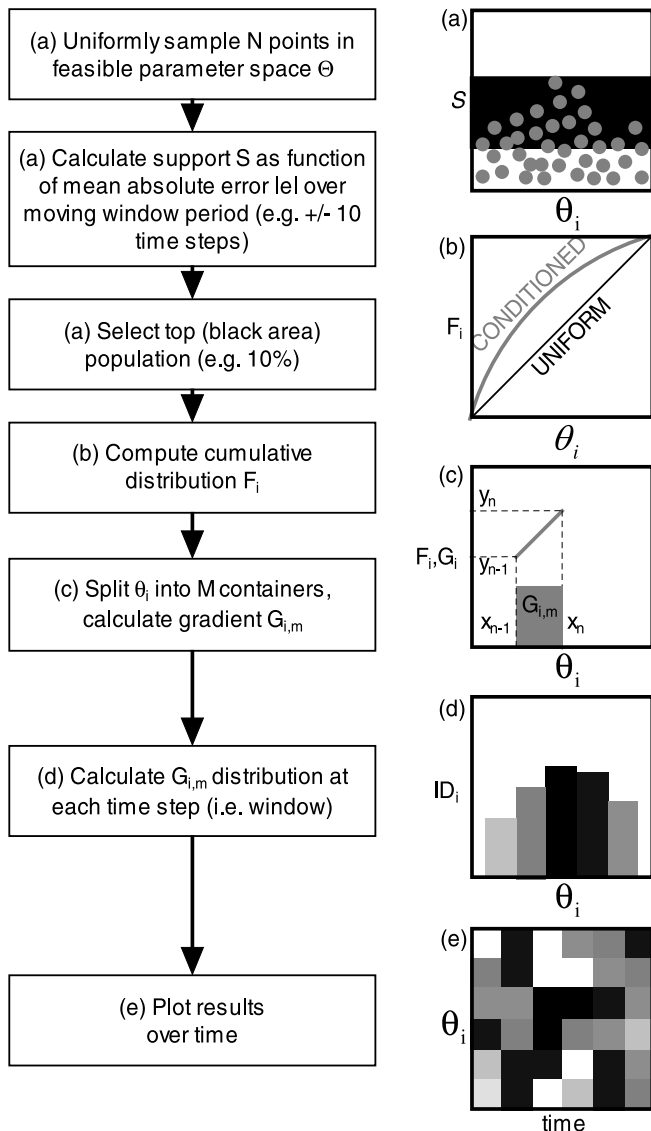 (a) Uniformly sample N points in
feasible parameter space Θ
(a) Calculate support S as function
of mean absolute error lel over
moving window period (e.g. +/- 10
time steps)
(a) Select top (black area)
population (e.g. 10%)
(b) Compute cumulative
distribution Fi
(c) Split θi into M containers,
calculate gradient Gi,m
(d) Calculate Gi,m distribution at
each time step (i.e. window)
(e) Plot results
over time
(a)
S
θi
(b)
CONDITIONED
Fi
UNIFORM
θi
(c)
yn
Fi,Gi
yn-1
Gi,m
xn-1
xn
θi
(d)
IDi
θi
(e)
θi
time